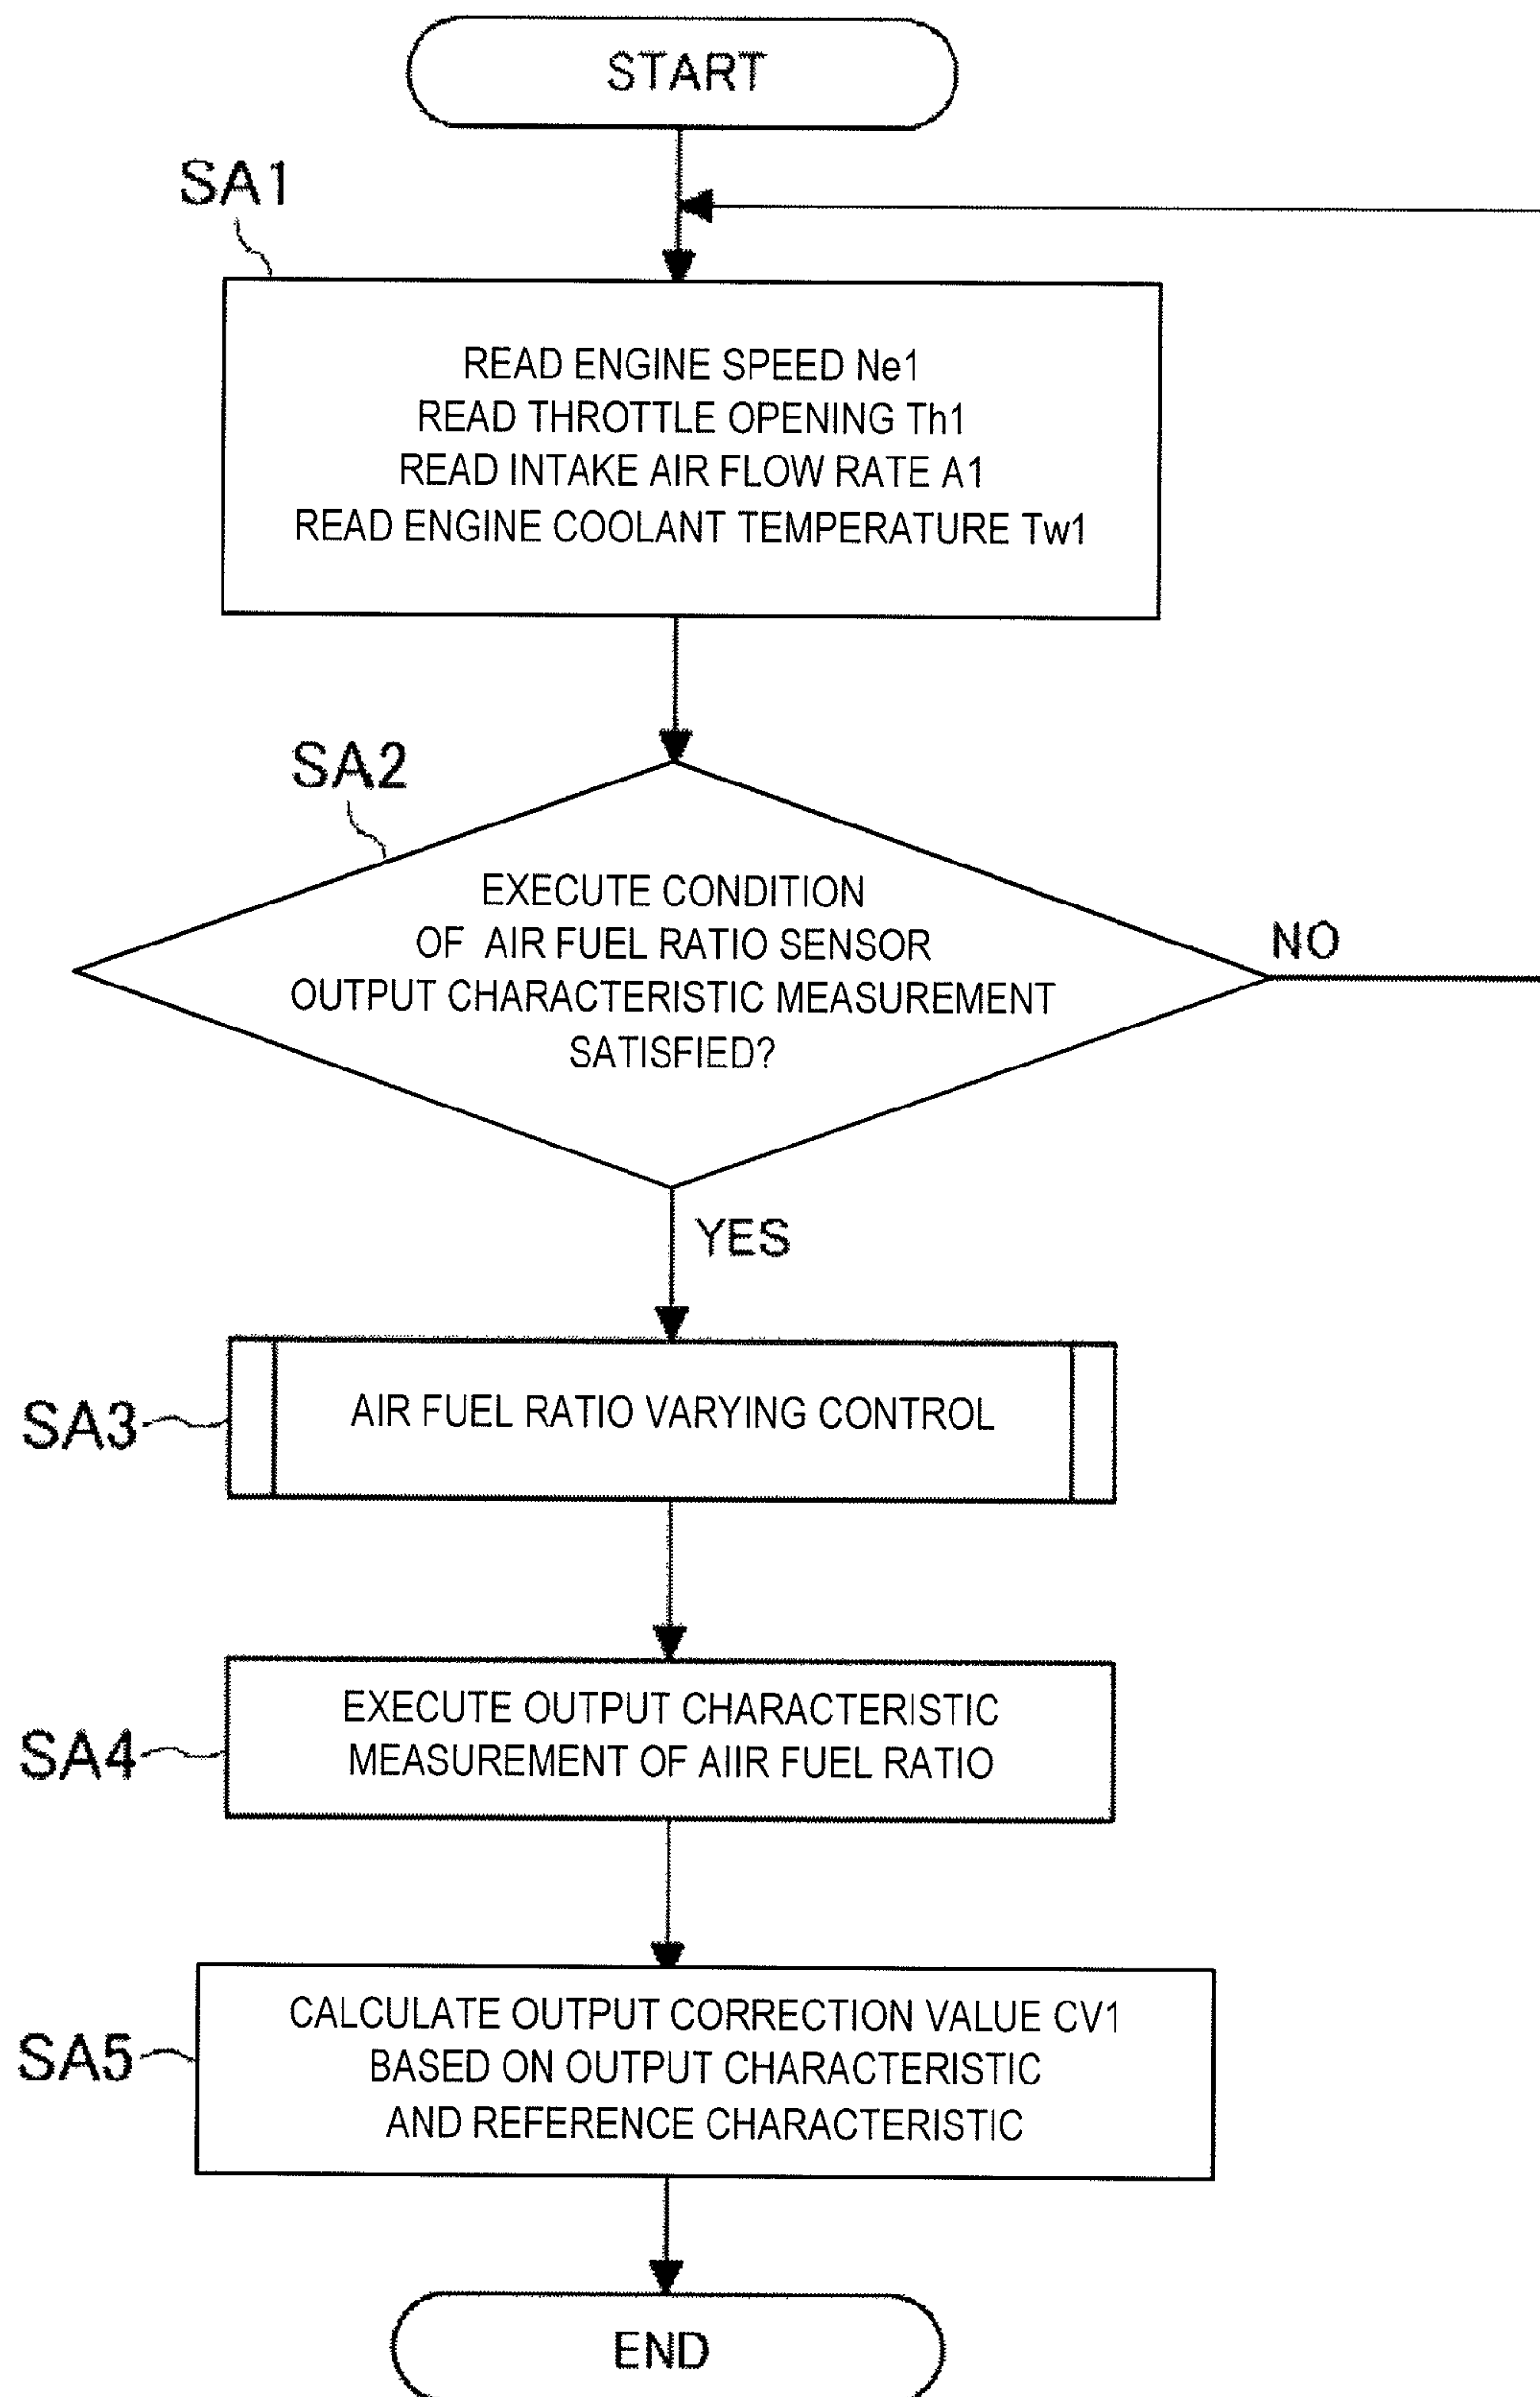 START
SA1
READ ENGINE SPEED Ne1
READ THROTTLE OPENING Th1
READ INTAKE AIR FLOW RATE A1
READ ENGINE COOLANT TEMPERATURE Tw1
SA2
EXECUTE CONDITION
OF AIR FUEL RATIO SENSOR
OUTPUT CHARACTERISTIC MEASUREMENT
SATISFIED?
NO
YES
SA3
AIR FUEL RATIO VARYING CONTROL
SA4
EXECUTE OUTPUT CHARACTERISTIC
MEASUREMENT OF AIIR FUEL RATIO
SA5
CALCULATE OUTPUT CORRECTION VALUE CV1
BASED ON OUTPUT CHARACTERISTIC
AND REFERENCE CHARACTERISTIC
END